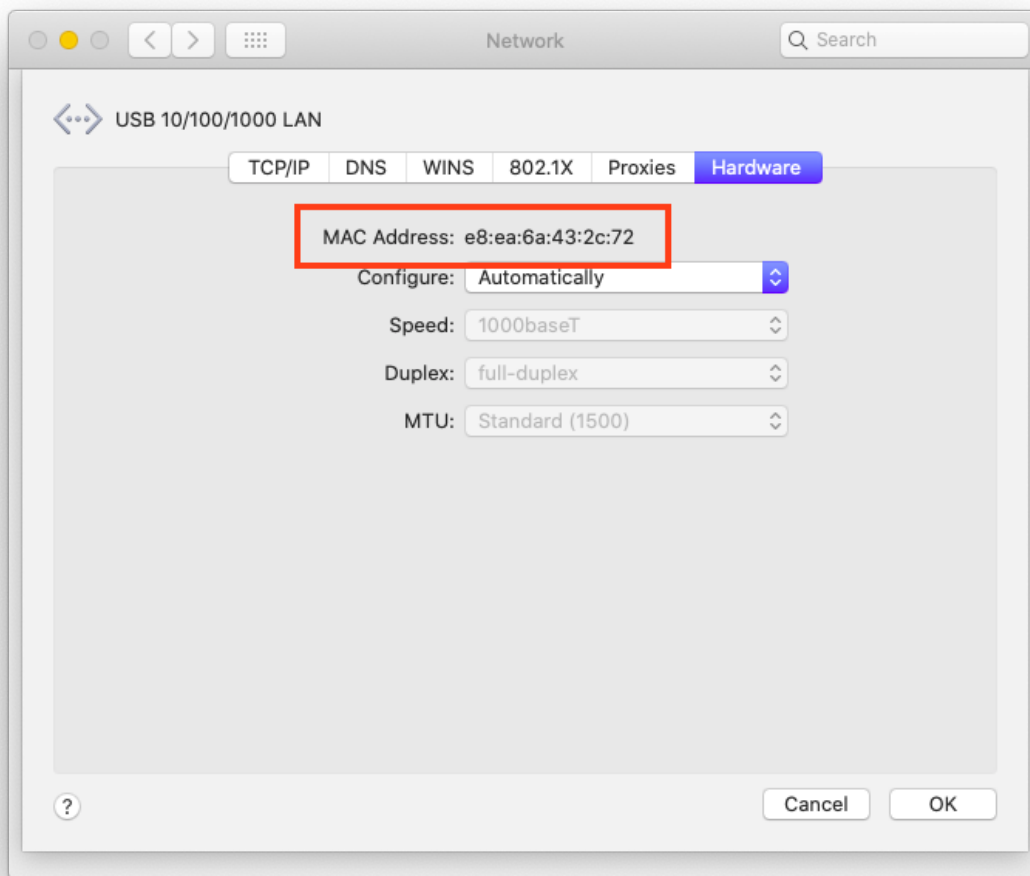 Network
Search
USB 10/100/1000 LAN
TCP/IP DNS WINS 802.1X Proxies Hardware
MAC Address: e8:ea:6a:43:2c:72
Configure: Automatically
Speed: 1000baseT
Duplex: full-duplex
MTU: Standard (1500)
?
Cancel OK